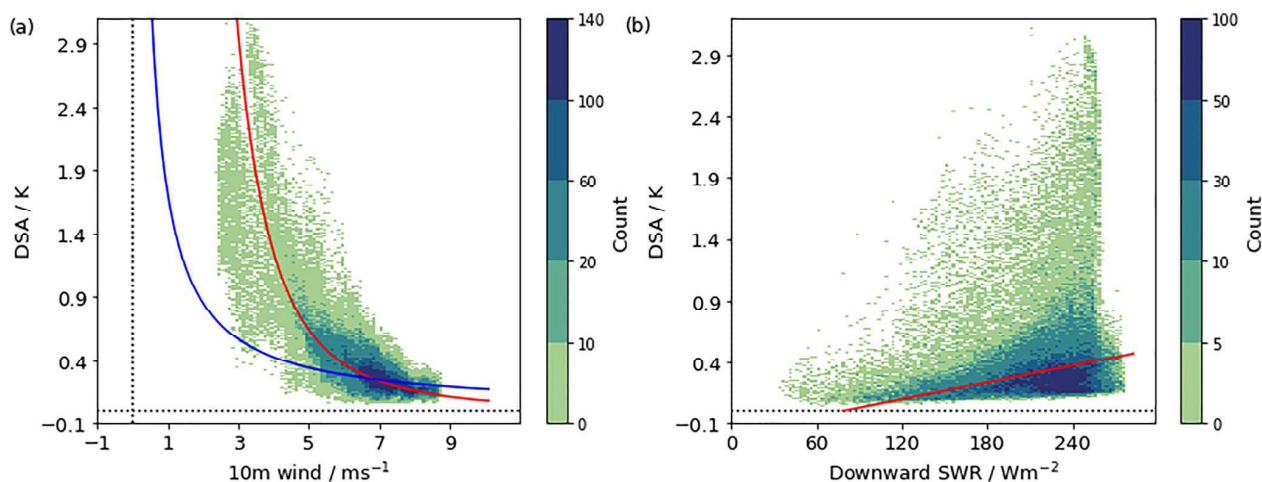 (a)
2.9
2.4
1.9
1.4
0.9
0.4
−0.1
DSA / K
−1 1 3 5 7 9
10m wind / ms⁻¹
140
100
60
20
10
0
Count
(b)
2.9
2.4
1.9
1.4
0.9
0.4
−0.1
DSA / K
0 60 120 180 240
Downward SWR / Wm⁻²
100
50
30
10
5
0
Count